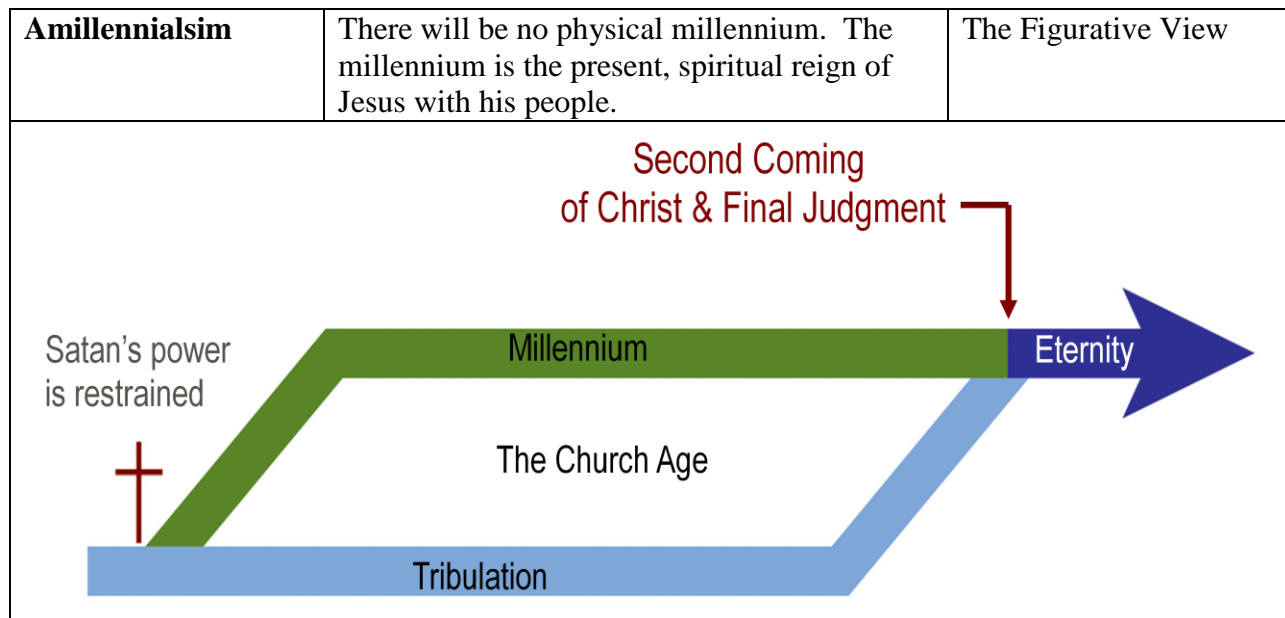 Amillennialsim
There will be no physical millennium. The
millennium is the present, spiritual reign of
Jesus with his people.
The Figurative View
Second Coming
of Christ & Final Judgment
Satan's power
is restrained
Millennium
Eternity
The Church Age
Tribulation